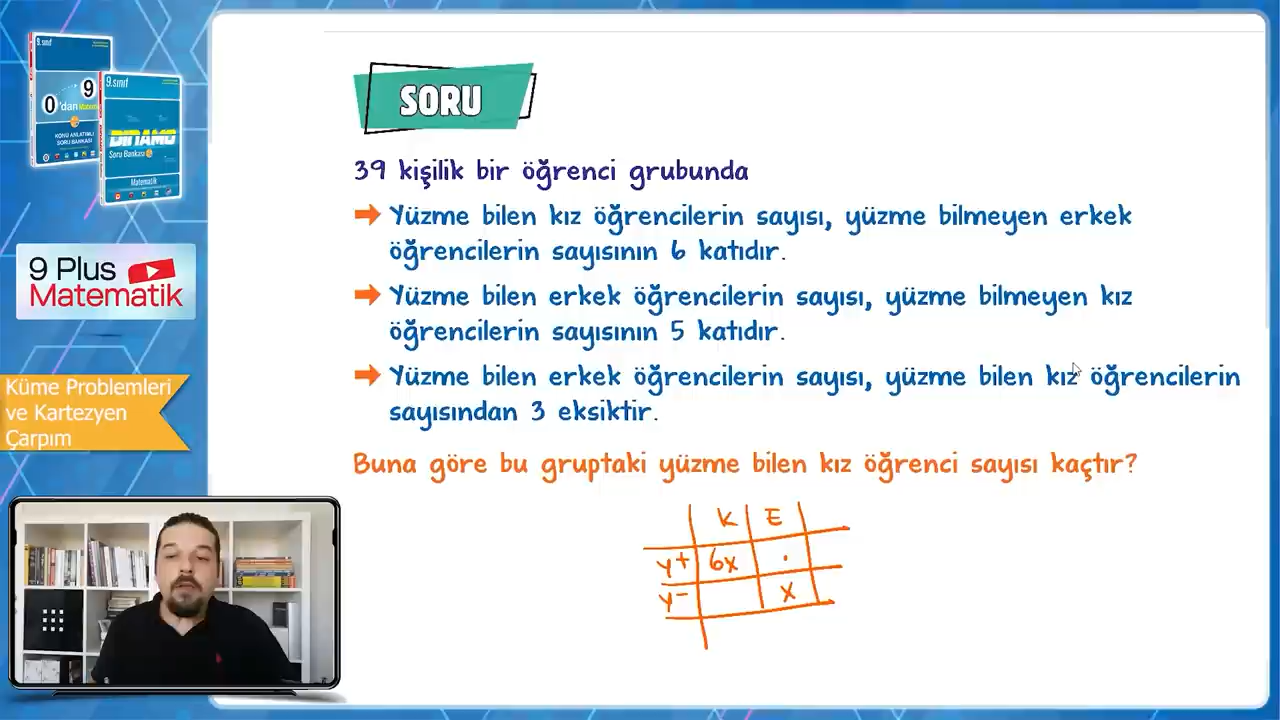 9.sınıf
0'dan 9
KONU ANLATIMLI
SORU BANKASI
9.sınıf
DİNAMO
Soru Bankası
Matematik
9 Plus
Matematik
Küme Problemleri
ve Kartezyen
Çarpım
SORU
39 kişilik bir öğrenci grubunda
Yüzme bilen kız öğrencilerin sayısı, yüzme bilmeyen erkek
öğrencilerin sayısının 6 katıdır.
Yüzme bilen erkek öğrencilerin sayısı, yüzme bilmeyen kız
öğrencilerin sayısının 5 katıdır.
Yüzme bilen erkek öğrencilerin sayısı, yüzme bilen kız öğrencilerin
sayısından 3 eksiktir.
Buna göre bu gruptaki yüzme bilen kız öğrenci sayısı kaçtır?
K E
y+ 6x .
y- x